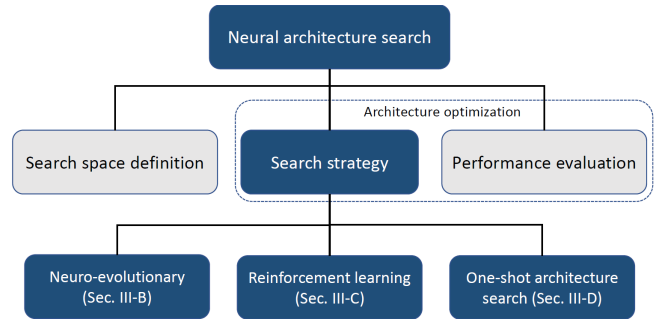 Neural architecture search
Architecture optimization
Search space definition
Search strategy
Performance evaluation
Neuro-evolutionary
(Sec. III-B)
Reinforcement learning
(Sec. III-C)
One-shot architecture
search (Sec. III-D)